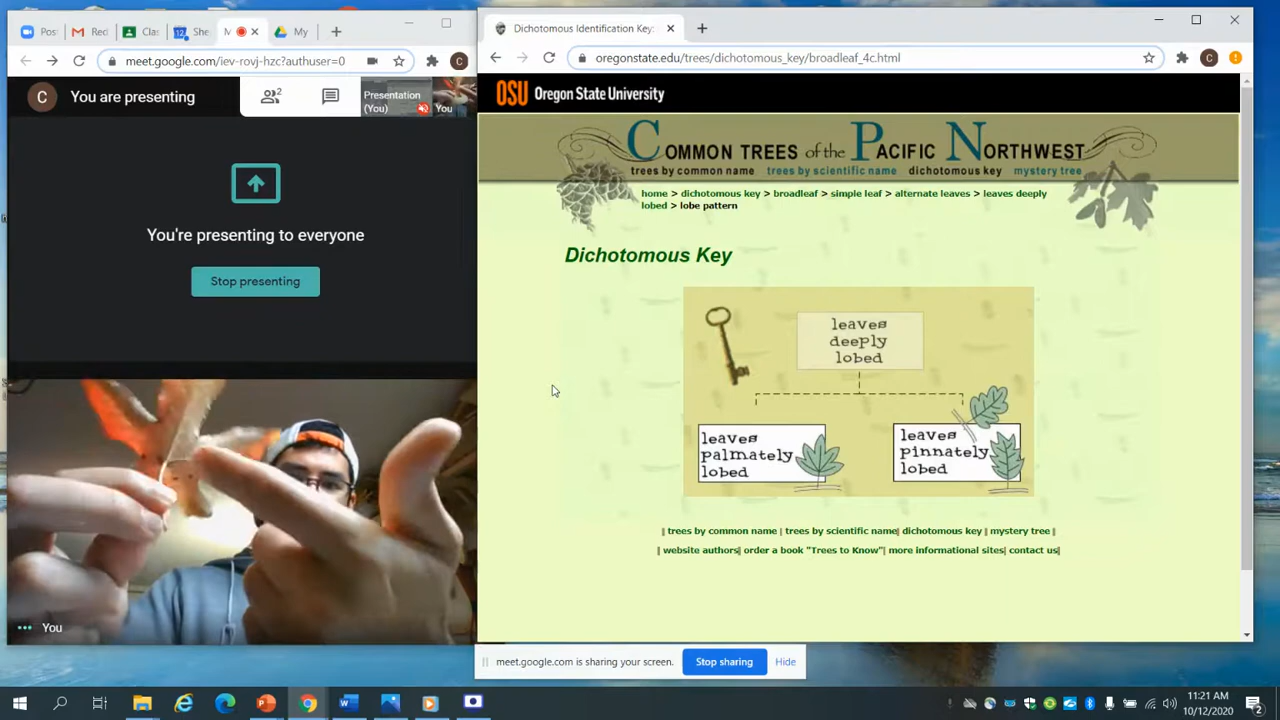 Pos
Red
Clas
She
M
My
meet.google.com/iev-rovj-hzc?authuser=0
C
C
You are presenting
2
Presentation
(You)
You
You're presenting to everyone
Stop presenting
You
Dichotomous Identification Key:
oregonstate.edu/trees/dichotomous_key/broadleaf_4c.html
C
OSU Oregon State University
COMMON TREES of the PACIFIC NORTHWEST
trees by common name trees by scientific name dichotomous key mystery tree
home > dichotomous key > broadleaf > simple leaf > alternate leaves > leaves deeply
lobed > lobe pattern
Dichotomous Key
leaves
deeply
lobed
leaves
palmately
lobed
leaves
pinnately
lobed
| trees by common name | trees by scientific name| dichotomous key | mystery tree |
| website authors| order a book "Trees to Know"| more informational sites| contact us|
meet.google.com is sharing your screen.
Stop sharing
Hide
11:21 AM
10/12/2020
2